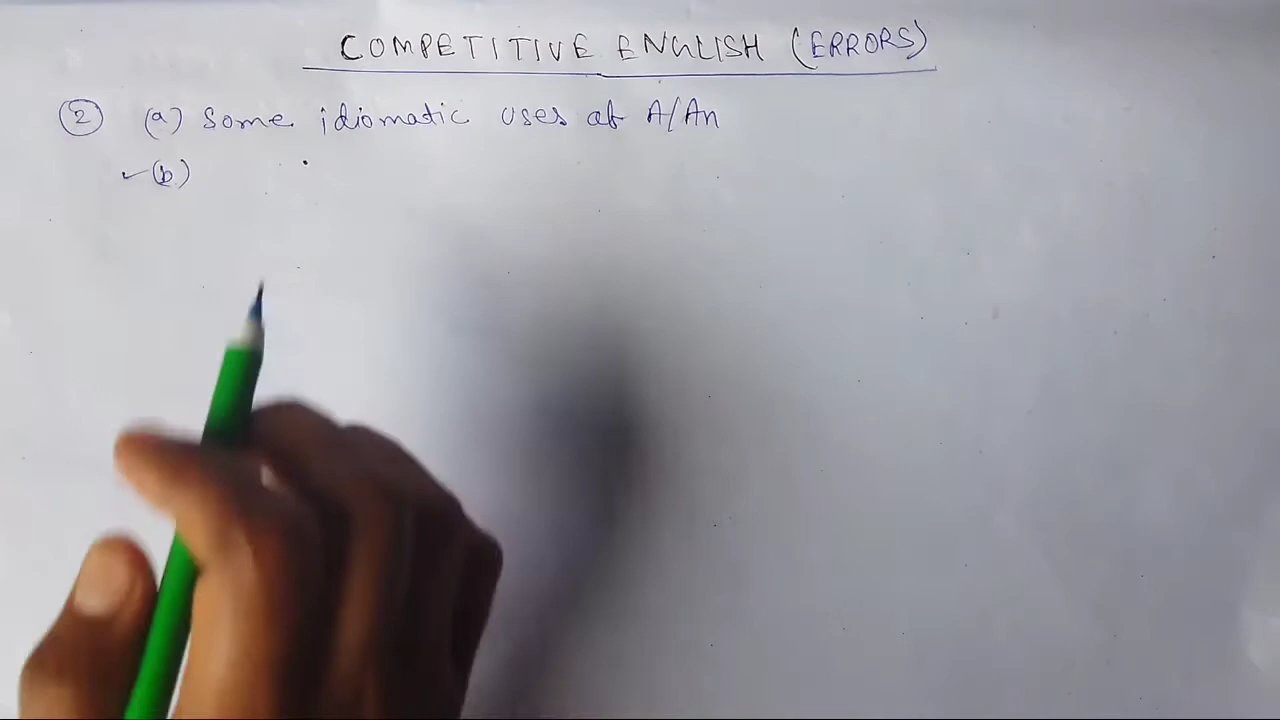 COMPETITIVE ENGLISH (ERRORS)
2 (a) Some idiomatic uses of A/An
✓(b)